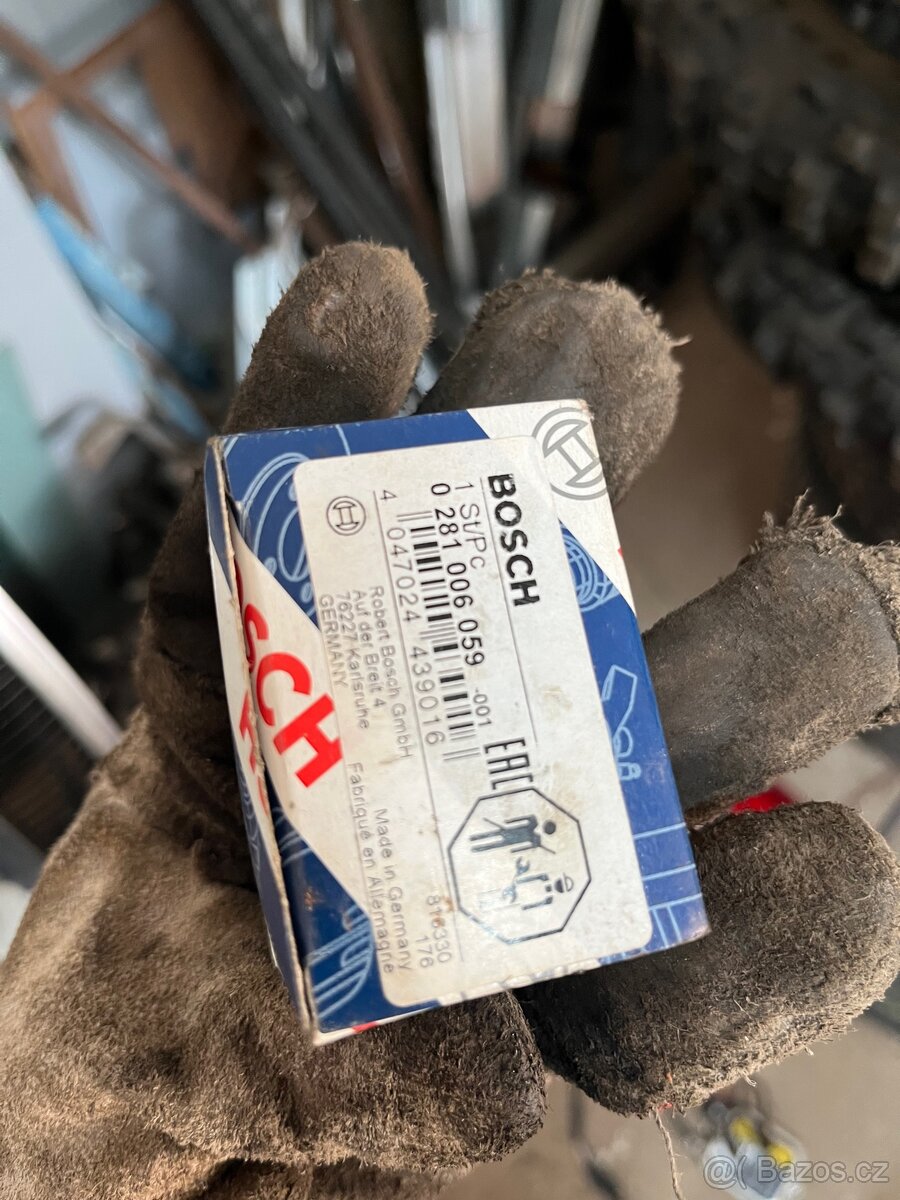 BOSCH
1 St/Pc
0 281 006 059 -001
EAC
4 047024 439016
816330
176
Robert Bosch GmbH
Auf der Breit 4
76227 Karlsruhe
GERMANY
Made in Germany
Fabriqué en Allemagne
SCH
Bazos.cz